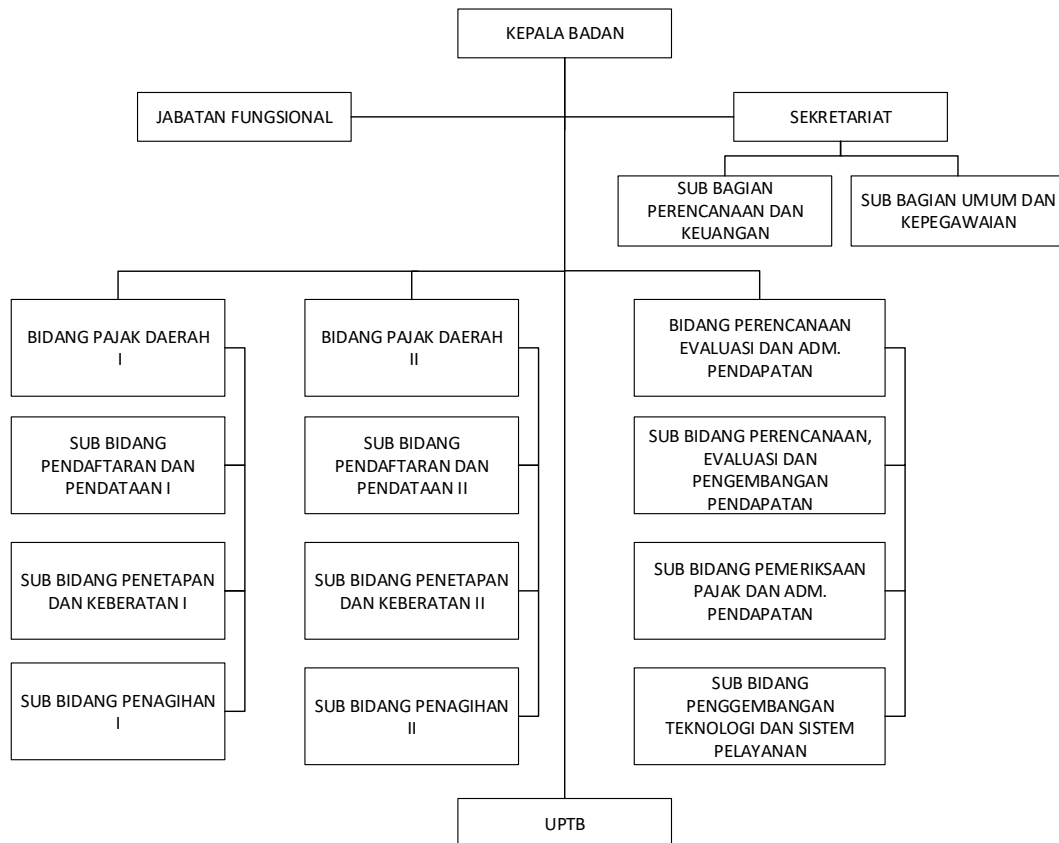 KEPALA BADAN
JABATAN FUNGSIONAL
SEKRETARIAT
SUB BAGIAN
PERENCANAAN DAN
KEUANGAN
SUB BAGIAN UMUM DAN
KEPEGAWAIAN
BIDANG PAJAK DAERAH
I
BIDANG PAJAK DAERAH
II
BIDANG PERENCANAAN
EVALUASI DAN ADM.
PENDAPATAN
SUB BIDANG
PENDAFTARAN DAN
PENDATAAN I
SUB BIDANG
PENDAFTARAN DAN
PENDATAAN II
SUB BIDANG PERENCANAAN,
EVALUASI DAN
PENGEMBANGAN
PENDAPATAN
SUB BIDANG PENETAPAN
DAN KEBERATAN I
SUB BIDANG PENETAPAN
DAN KEBERATAN II
SUB BIDANG PEMERIKSAAN
PAJAK DAN ADM.
PENDAPATAN
SUB BIDANG PENAGIHAN
I
SUB BIDANG PENAGIHAN
II
SUB BIDANG
PENGGEMBANGAN
TEKNOLOGI DAN SISTEM
PELAYANAN
UPTB